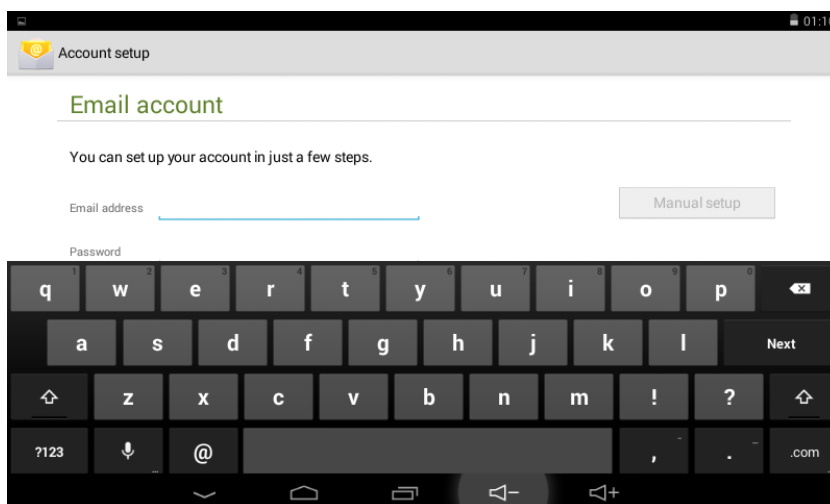 01:10
Account setup
Email account
You can set up your account in just a few steps.
Email address
Manual setup
Password
1 2 3 4 5 6 7 8 9 0
q w e r t y u i o p
a s d f g h j k l Next
z x c v b n m ! ?
?123 @ , . .com